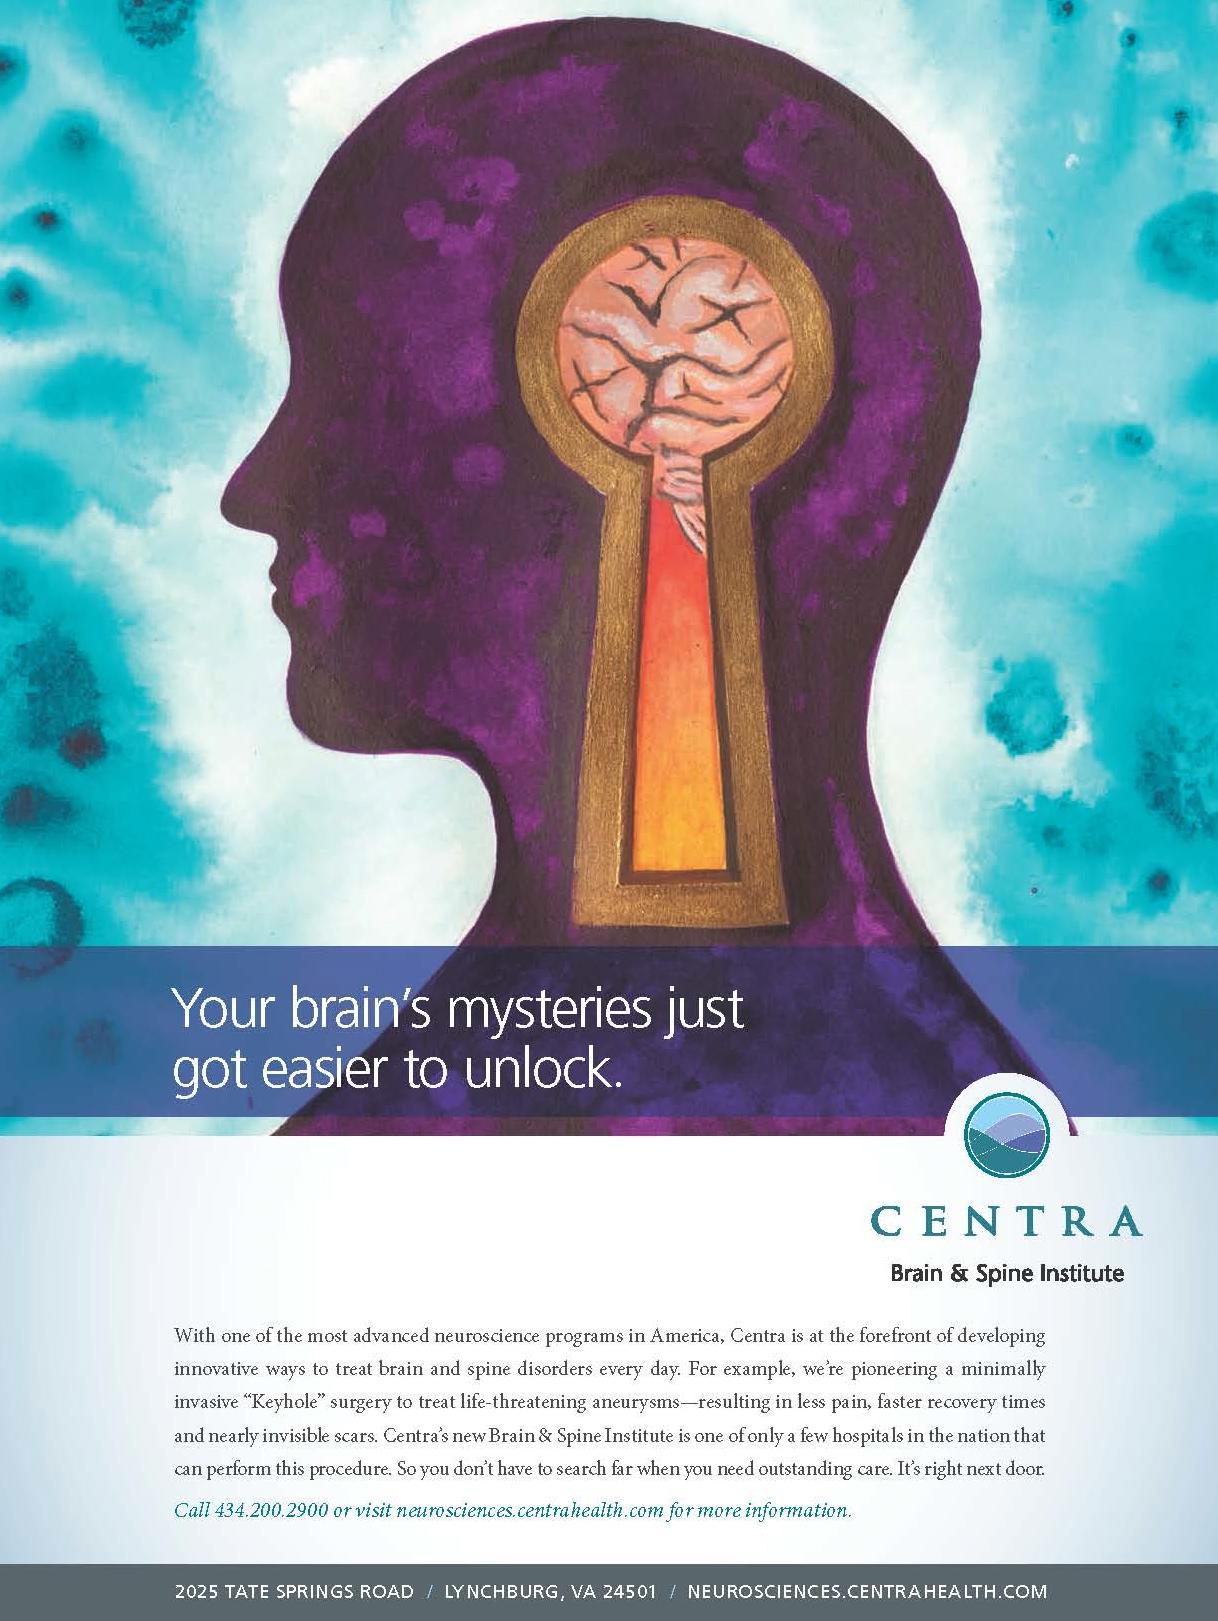 Your brain's mysteries just
got easier to unlock.
CENTRA
Brain & Spine Institute
With one of the most advanced neuroscience programs in America, Centra is at the forefront of developing
innovative ways to treat brain and spine disorders every day. For example, we're pioneering a minimally
invasive “Keyhole” surgery to treat life-threatening aneurysms—resulting in less pain, faster recovery times
and nearly invisible scars. Centra's new Brain & Spine Institute is one of only a few hospitals in the nation that
can perform this procedure. So you don't have to search far when you need outstanding care. It's right next door.
Call 434.200.2900 or visit neurosciences.centrahealth.com for more information.
2025 TATE SPRINGS ROAD / LYNCHBURG, VA 24501 / NEUROSCIENCES.CENTRAHEALTH.COM